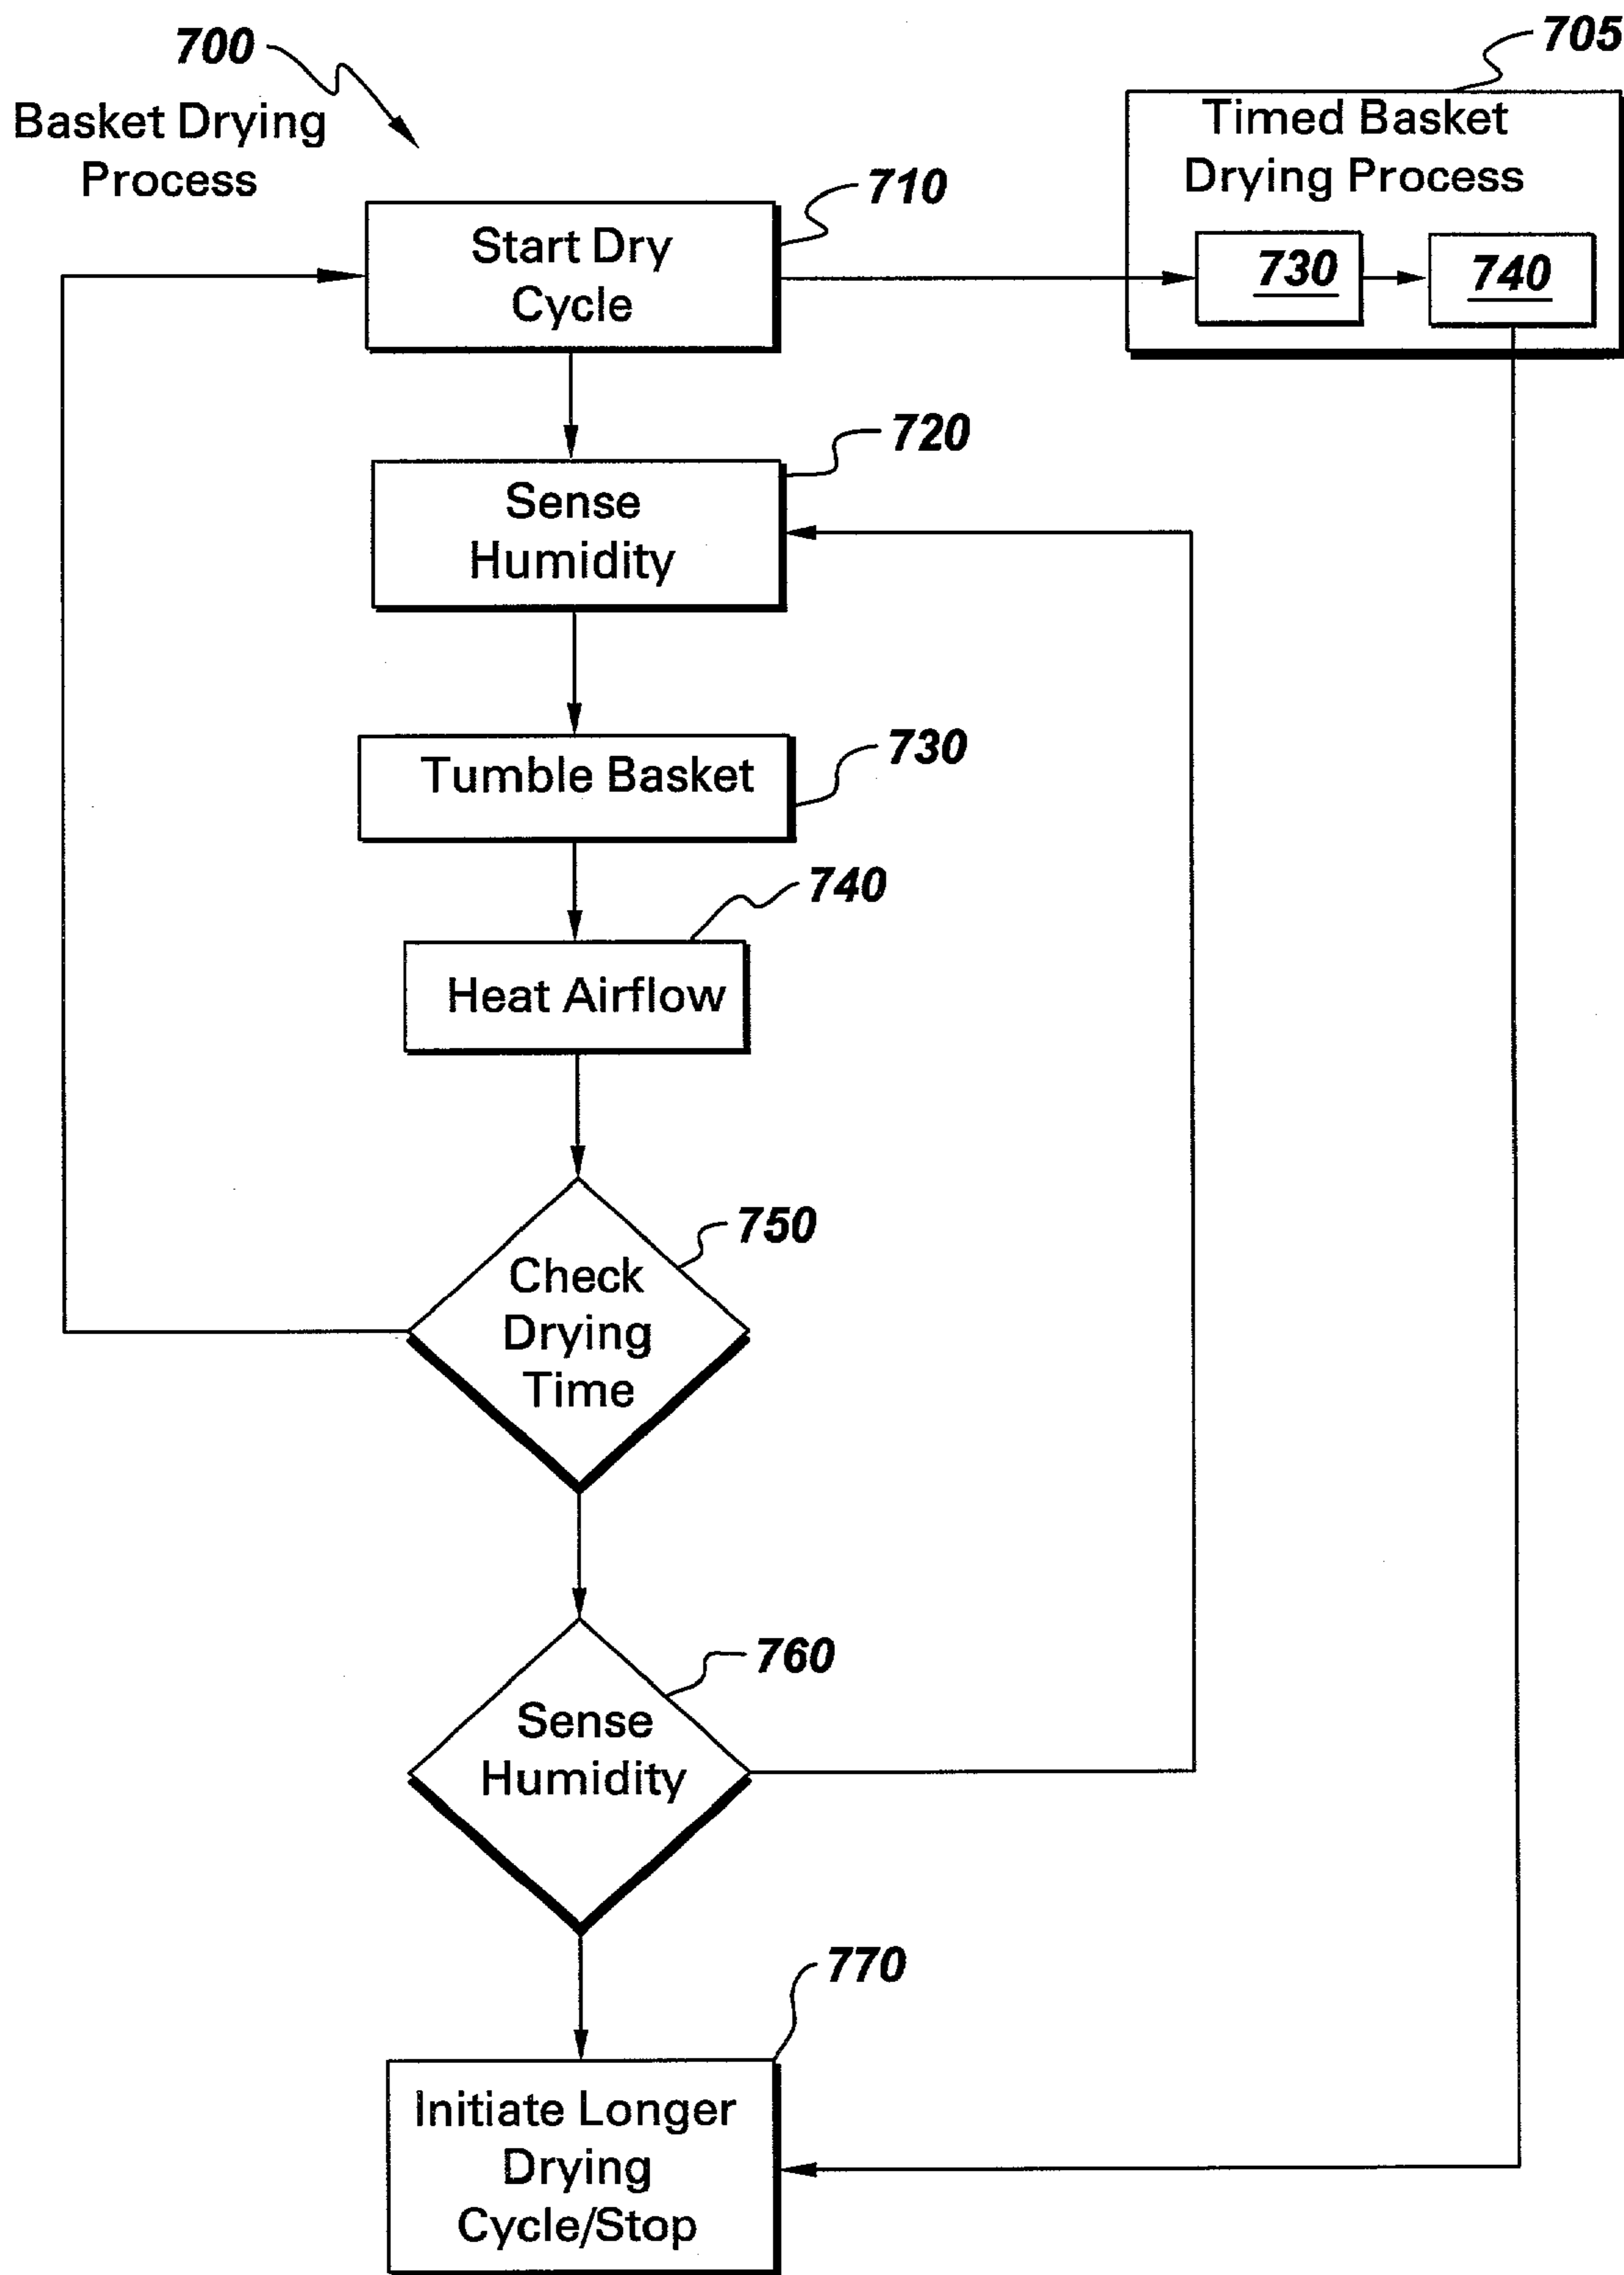 700
Basket Drying
Process
705
Timed Basket
Drying Process
730
740
710
Start Dry
Cycle
720
Sense
Humidity
730
Tumble Basket
740
Heat Airflow
750
Check
Drying
Time
760
Sense
Humidity
770
Initiate Longer
Drying
Cycle/Stop